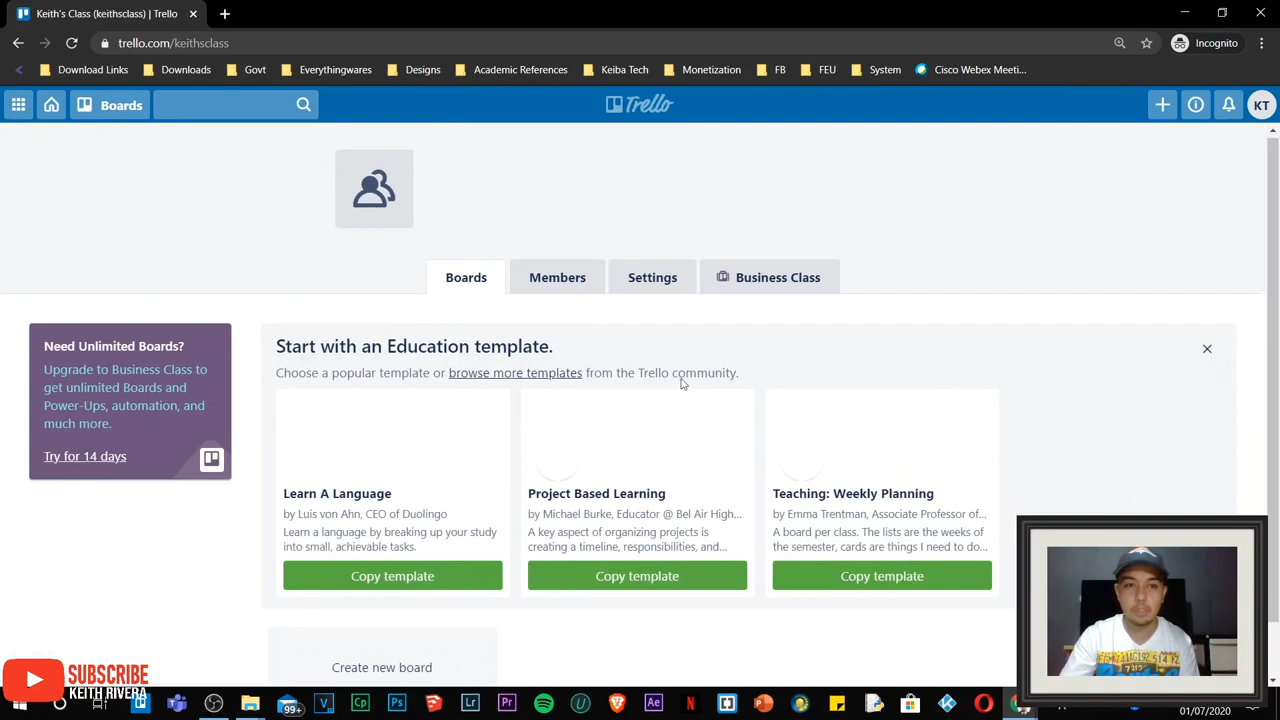 Keith's Class (keithsclass) | Trello
trello.com/keithsclass
Incognito
Download Links
Downloads
Govt
Everythingwares
Designs
Academic References
Keiba Tech
Monetization
FB
FEU
System
Cisco Webex Meeti...
Boards
Trello
KT
Boards
Members
Settings
Business Class
Need Unlimited Boards?
Upgrade to Business Class to
get unlimited Boards and
Power-Ups, automation, and
much more.
Try for 14 days
Start with an Education template.
Choose a popular template or browse more templates from the Trello community.
Learn A Language
by Luis von Ahn, CEO of Duolingo
Learn a language by breaking up your study
into small, achievable tasks.
Copy template
Project Based Learning
by Michael Burke, Educator @ Bel Air High...
A key aspect of organizing projects is
creating a timeline, responsibilities, and...
Copy template
Teaching: Weekly Planning
by Emma Trentman, Associate Professor of...
A board per class. The lists are the weeks of
the semester, cards are things I need to do...
Copy template
Create new board
SUBSCRIBE
KEITH RIVERA
99+
Cp
Ps
Lr
Pr
Ae
N
01/07/2020